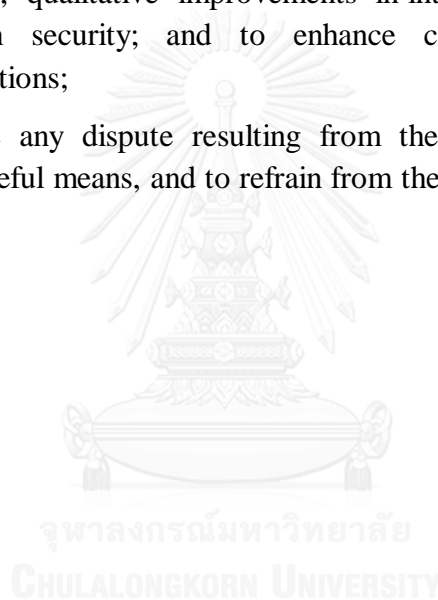 qualitative improvements in
security; and to enhance c
tions;
any dispute resulting from the
eful means, and to refrain from the
จุฬาลงกรณ์มหาวิทยาลัย
CHULALONGKORN UNIVERSITY